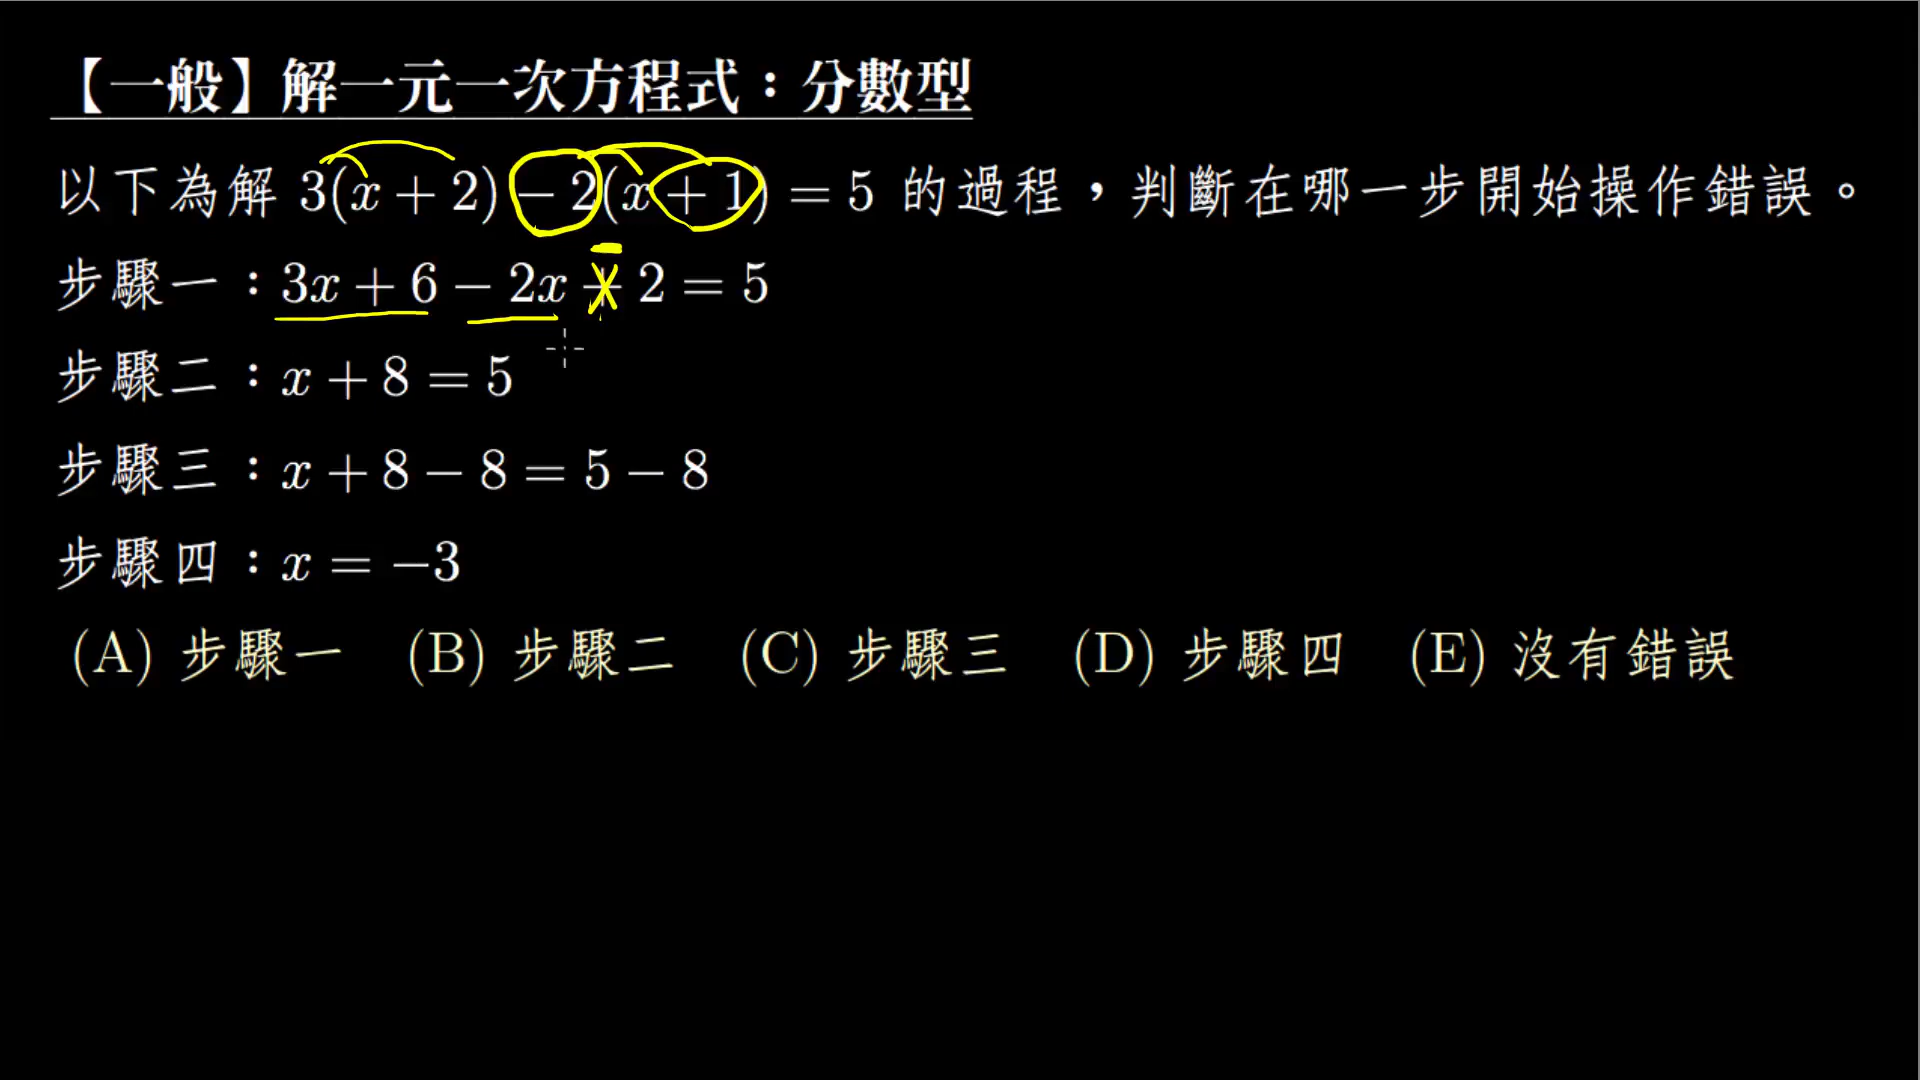 【一般】解一元一次方程式：分數型
以下為解 3(x + 2) − 2(x + 1) = 5 的過程，判斷在哪一步開始操作錯誤。
步驟一：3x + 6 − 2x + 2 = 5
步驟二：x + 8 = 5
步驟三：x + 8 − 8 = 5 − 8
步驟四：x = −3
(A) 步驟一 (B) 步驟二 (C) 步驟三 (D) 步驟四 (E) 沒有錯誤